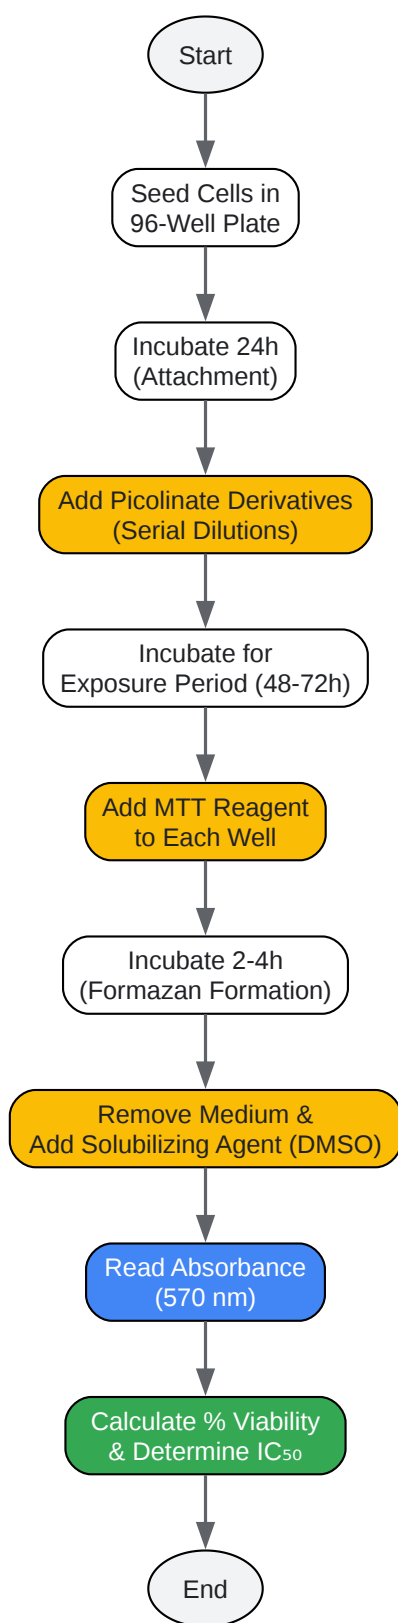 Start
Seed Cells in
96-Well Plate
Incubate 24h
(Attachment)
Add Picolinate Derivatives
(Serial Dilutions)
Incubate for
Exposure Period (48-72h)
Add MTT Reagent
to Each Well
Incubate 2-4h
(Formazan Formation)
Remove Medium &
Add Solubilizing Agent (DMSO)
Read Absorbance
(570 nm)
Calculate % Viability
& Determine IC₅₀
End